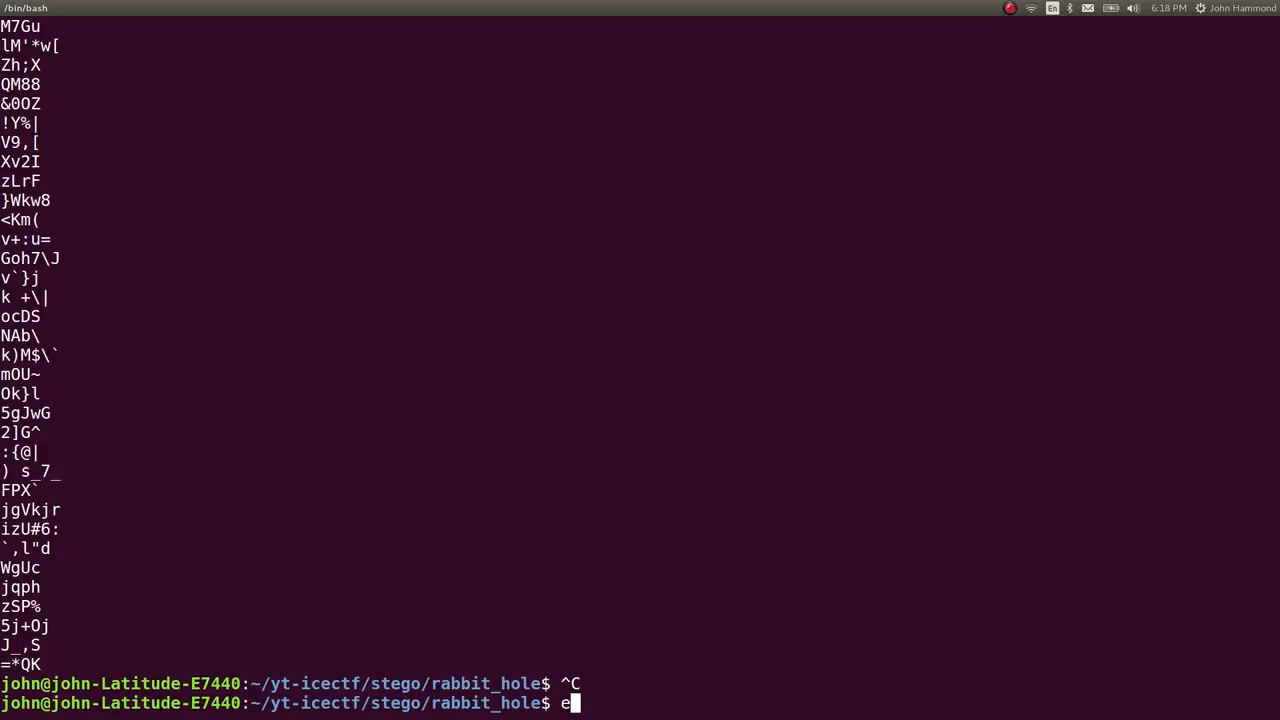 /bin/bash
En
6:18 PM
John Hammond
M7Gu
lM'*w[
Zh;X
QM88
&0OZ
!Y%|
V9,[
Xv2I
zLrF
}Wkw8
<Km(
v+:u=
Goh7\J
v`}j
k +\|
ocDS
NAb\
k)M$\`
mOU~
Ok}l
5gJwG
2]G^
:{@|
) s_7_
FPX`
jgVkjr
izU#6:
`,l"d
WgUc
jqph
zSP%
5j+Oj
J_,S
=*QK
john@john-Latitude-E7440:~/yt-icectf/stego/rabbit_hole$ ^C
john@john-Latitude-E7440:~/yt-icectf/stego/rabbit_hole$ e